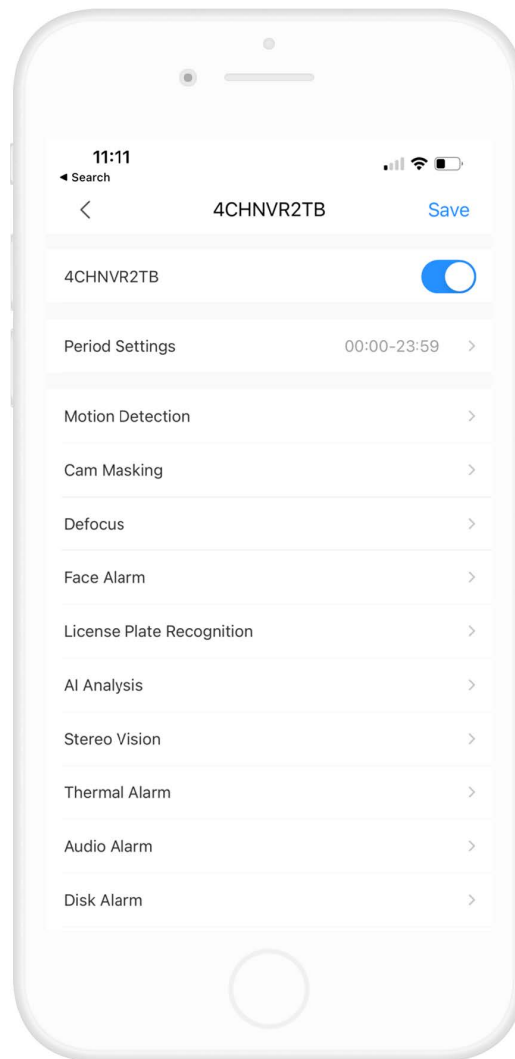 11:11
◀ Search
4CHNVR2TB Save
4CHNVR2TB
Period Settings 00:00-23:59
Motion Detection
Cam Masking
Defocus
Face Alarm
License Plate Recognition
AI Analysis
Stereo Vision
Thermal Alarm
Audio Alarm
Disk Alarm